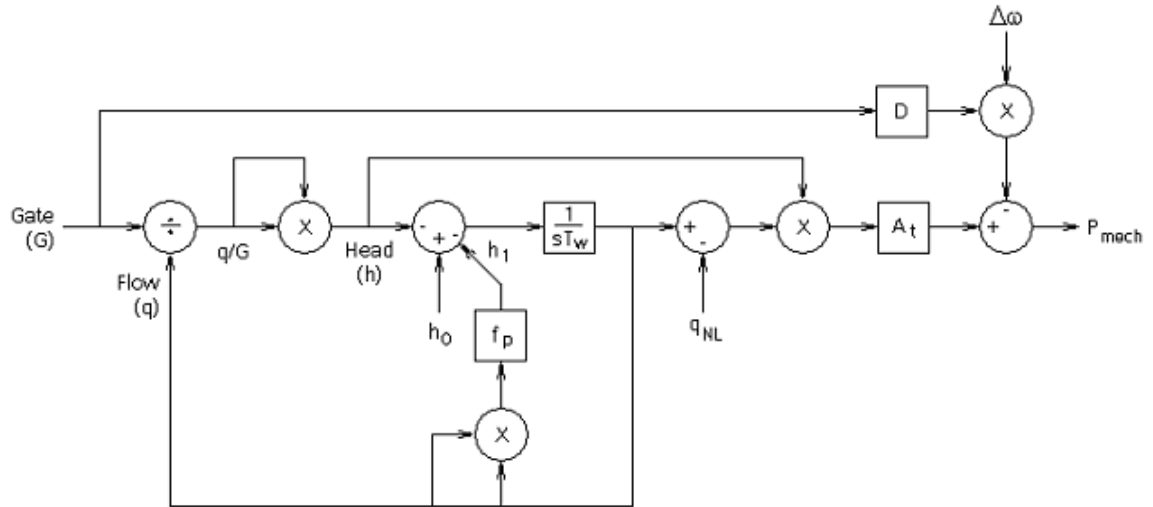 Δω
D
X
Gate
(G)
÷
q/G
X
Head
(h)
-
+
-
h1
1
sTw
+
-
X
At
-
+
Pmech
Flow
(q)
h0
fp
qNL
X